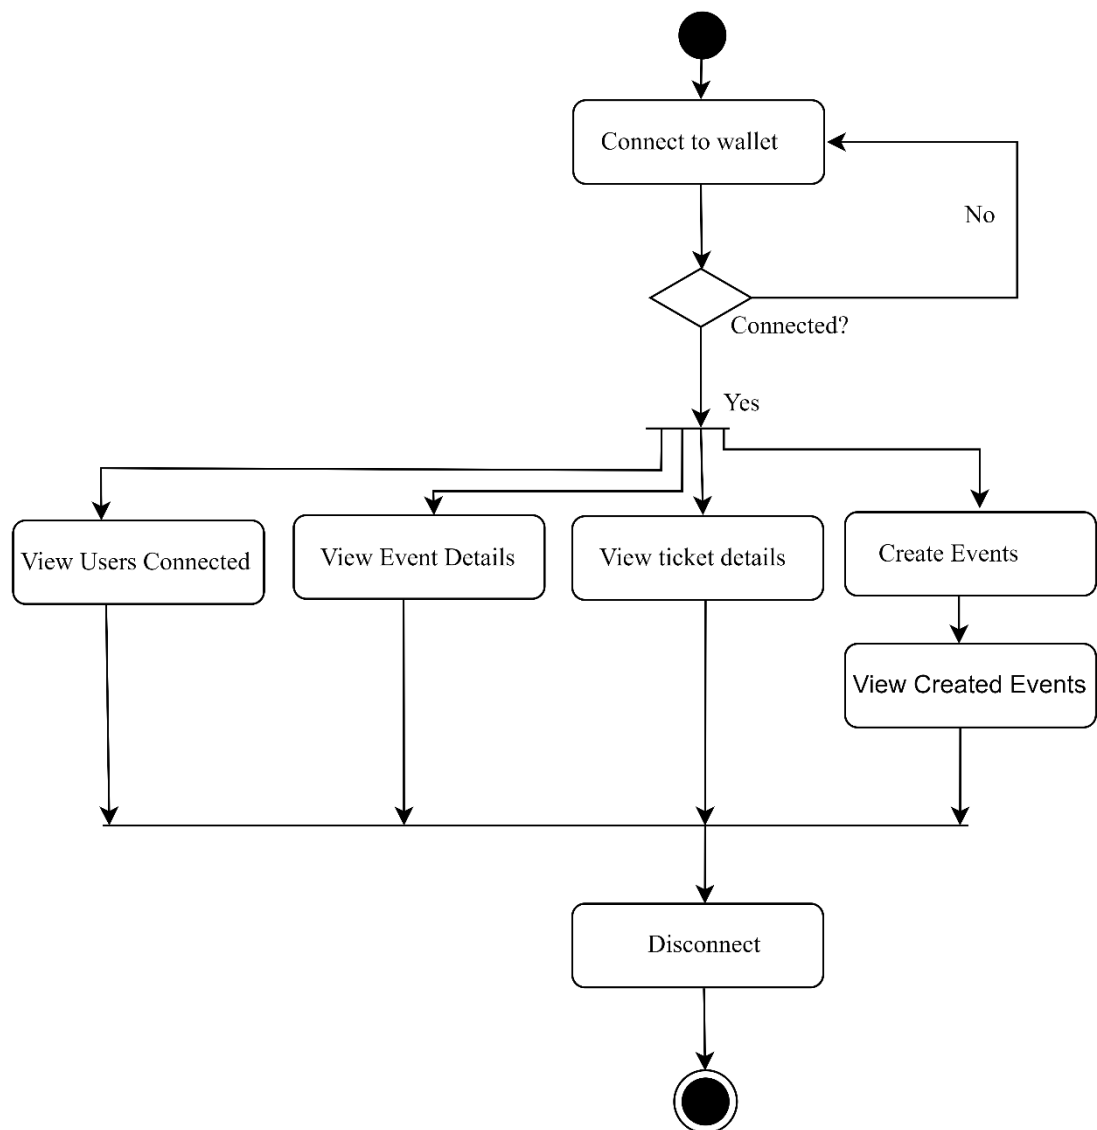 Connect to wallet
No
Connected?
Yes
View Users Connected
View Event Details
View ticket details
Create Events
View Created Events
Disconnect